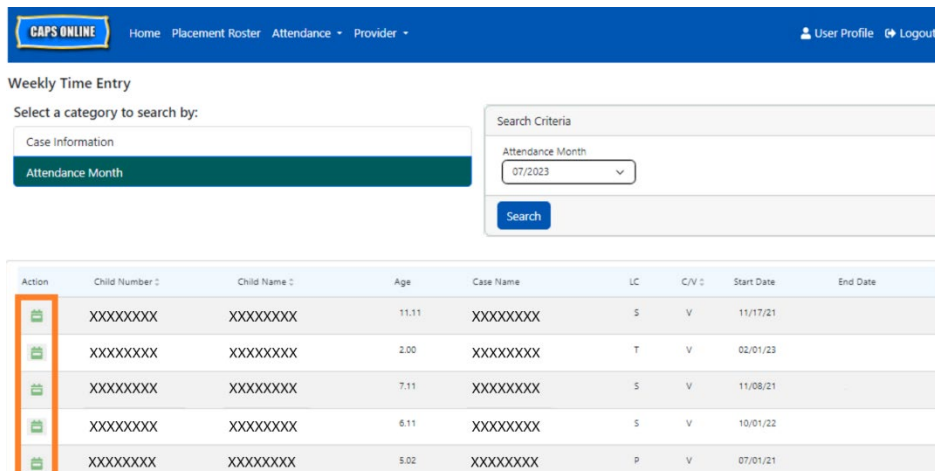 CAPS ONLINE Home Placement Roster Attendance Provider User Profile Logout
Weekly Time Entry
Select a category to search by:
Case Information
Attendance Month
Search Criteria
Attendance Month
07/2023
Search
Action Child Number Child Name Age Case Name LC C/V Start Date End Date
XXXXXXXX XXXXXXXX 11.11 XXXXXXXX S V 11/17/21
XXXXXXXX XXXXXXXX 2.00 XXXXXXXX T V 02/01/23
XXXXXXXX XXXXXXXX 7.11 XXXXXXXX S V 11/08/21
XXXXXXXX XXXXXXXX 6.11 XXXXXXXX S V 10/01/22
XXXXXXXX XXXXXXXX 5.02 XXXXXXXX P V 07/01/21